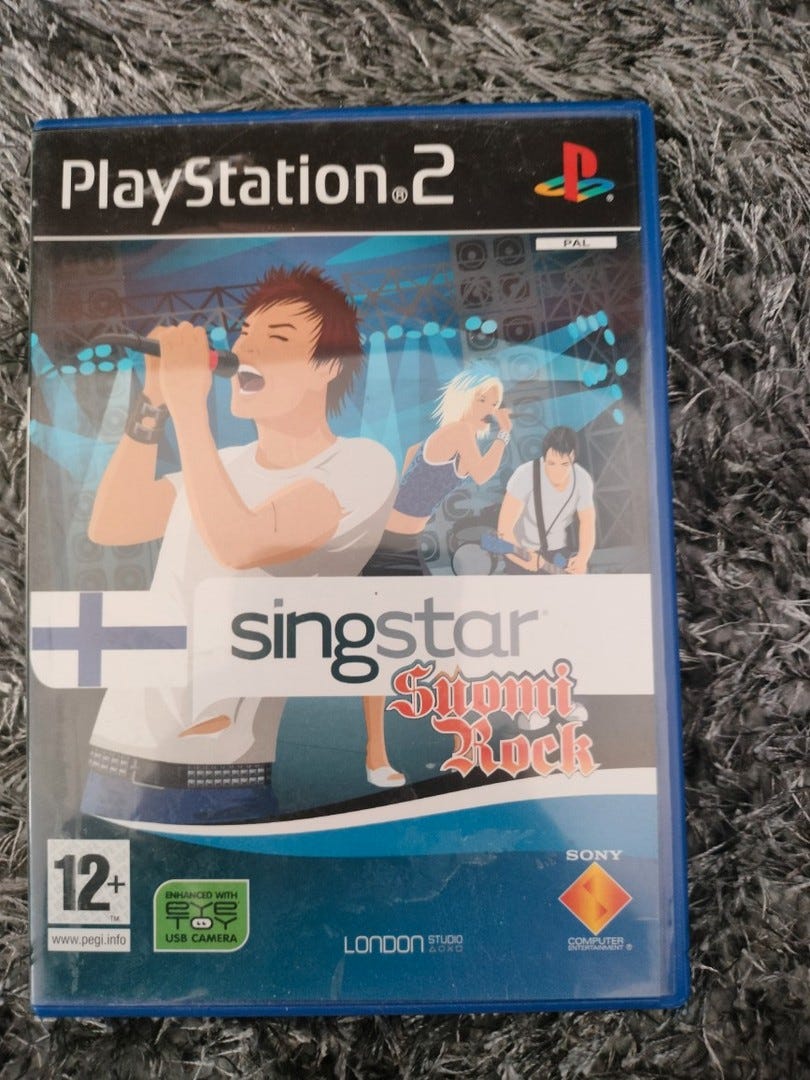 PlayStation®2
PAL
singstar
Suomi
Rock
12+
TM
www.pegi.info
ENHANCED WITH
EYE
TOY
USB CAMERA
LONDON STUDIO
SONY
COMPUTER
ENTERTAINMENT ®